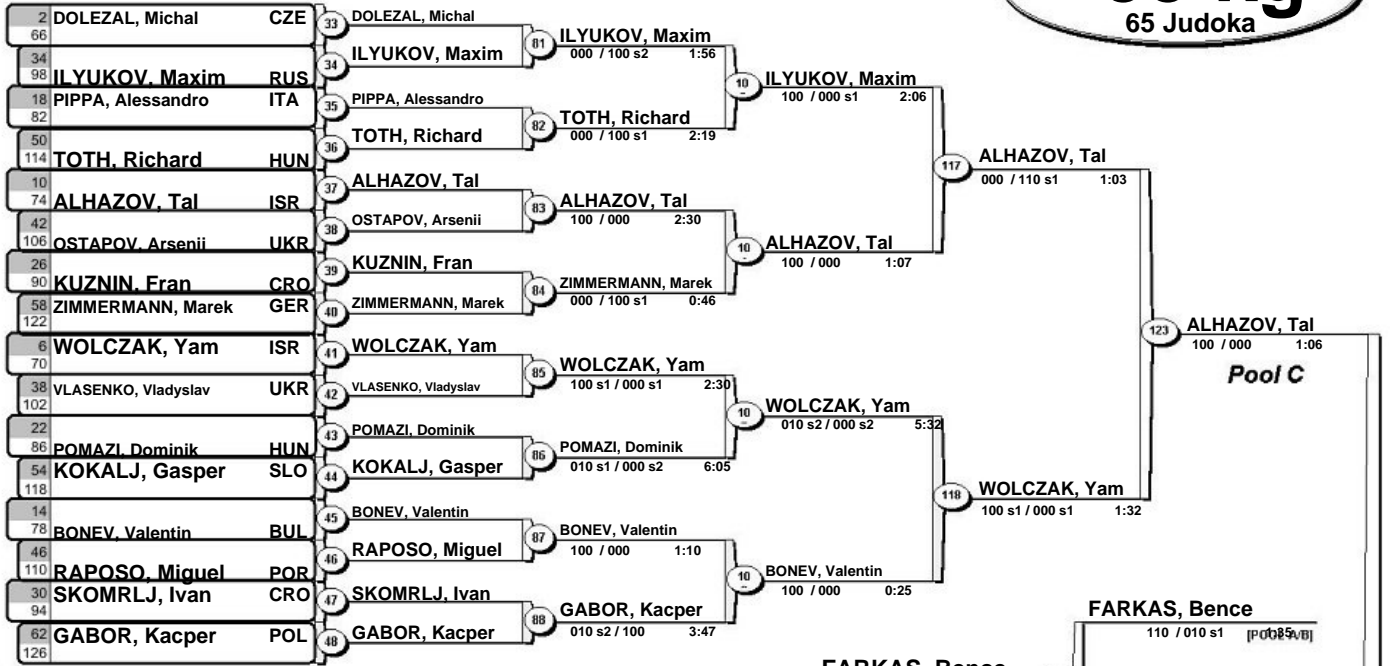 65 Judoka
2 66 DOLEZAL, Michal CZE
34 98 ILYUKOV, Maxim RUS
18 82 PIPPA, Alessandro ITA
50 114 TOTH, Richard HUN
10 74 ALHAZOV, Tal ISR
42 106 OSTAPOV, Arsenii UKR
26 90 KUZNIN, Fran CRO
58 122 ZIMMERMANN, Marek GER
6 70 WOLCZAK, Yam ISR
38 102 VLASENKO, Vladyslav UKR
22 86 POMAZI, Dominik HUN
54 118 KOKALJ, Gasper SLO
14 78 BONEV, Valentin BUL
46 110 RAPOSO, Miguel POR
30 94 SKOMRLJ, Ivan CRO
62 126 GABOR, Kacper POL
33 DOLEZAL, Michal
34 ILYUKOV, Maxim
35 PIPPA, Alessandro
36 TOTH, Richard
37 ALHAZOV, Tal
38 OSTAPOV, Arsenii
39 KUZNIN, Fran
40 ZIMMERMANN, Marek
41 WOLCZAK, Yam
42 VLASENKO, Vladyslav
43 POMAZI, Dominik
44 KOKALJ, Gasper
45 BONEV, Valentin
46 RAPOSO, Miguel
47 SKOMRLJ, Ivan
48 GABOR, Kacper
81 ILYUKOV, Maxim
000 / 100 s2 1:56
82 TOTH, Richard
000 / 100 s1 2:19
83 ALHAZOV, Tal
100 / 000 2:30
84 ZIMMERMANN, Marek
000 / 100 s1 0:46
85 WOLCZAK, Yam
100 s1 / 000 s1 2:30
86 POMAZI, Dominik
010 s1 / 000 s2 6:05
87 BONEV, Valentin
100 / 000 1:10
88 GABOR, Kacper
010 s2 / 100 3:47
10 ILYUKOV, Maxim
100 / 000 s1 2:06
10 ALHAZOV, Tal
100 / 000 1:07
10 WOLCZAK, Yam
010 s2 / 000 s2 5:32
10 BONEV, Valentin
100 / 000 0:25
117 ALHAZOV, Tal
000 / 110 s1 1:03
118 WOLCZAK, Yam
100 s1 / 000 s1 1:32
123 ALHAZOV, Tal
100 / 000 1:06
Pool C
FARKAS, Bence
110 / 010 s1
FARKAS, Bence